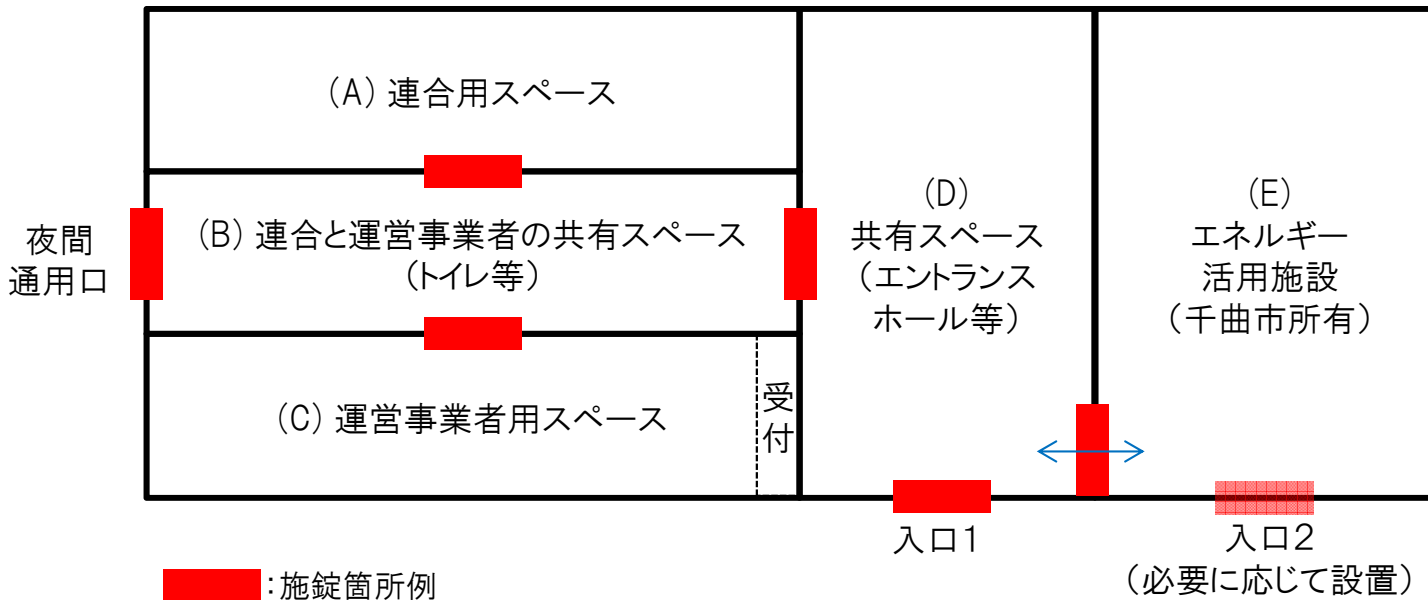 (A) 連合用スペース
夜間
通用口
(B) 連合と運営事業者の共有スペース
(トイレ等)
(C) 運営事業者用スペース
受
付
(D)
共有スペース
(エントランス
ホール等)
(E)
エネルギー
活用施設
(千曲市所有)
入口1
入口2
(必要に応じて設置)
:施錠箇所例